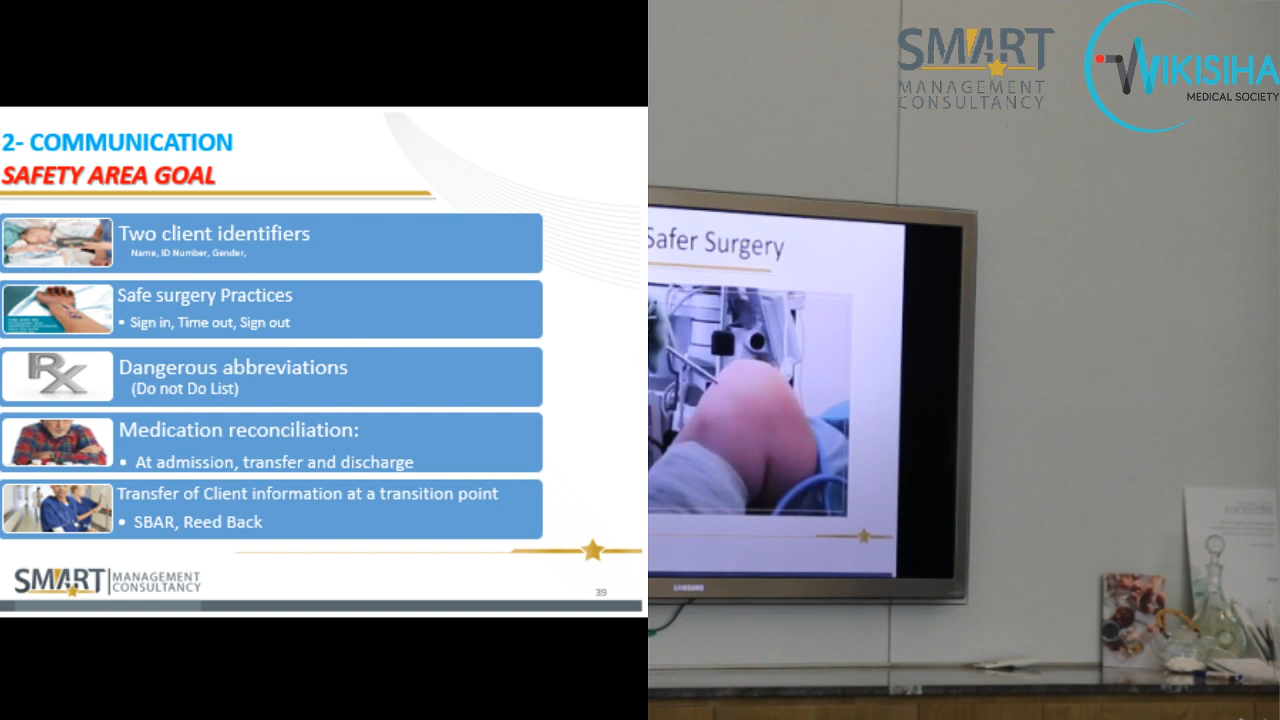 2- COMMUNICATION
SAFETY AREA GOAL
Two client identifiers
Name, ID Number, Gender,
Safe surgery Practices
• Sign in, Time out, Sign out
Dangerous abbreviations
(Do not Do List)
Medication reconciliation:
• At admission, transfer and discharge
Transfer of Client information at a transition point
• SBAR, Reed Back
SMART MANAGEMENT
CONSULTANCY
39
Safer Surgery
SAMSUNG
SMART
MANAGEMENT
CONSULTANCY
WIKISIHA
MEDICAL SOCIETY